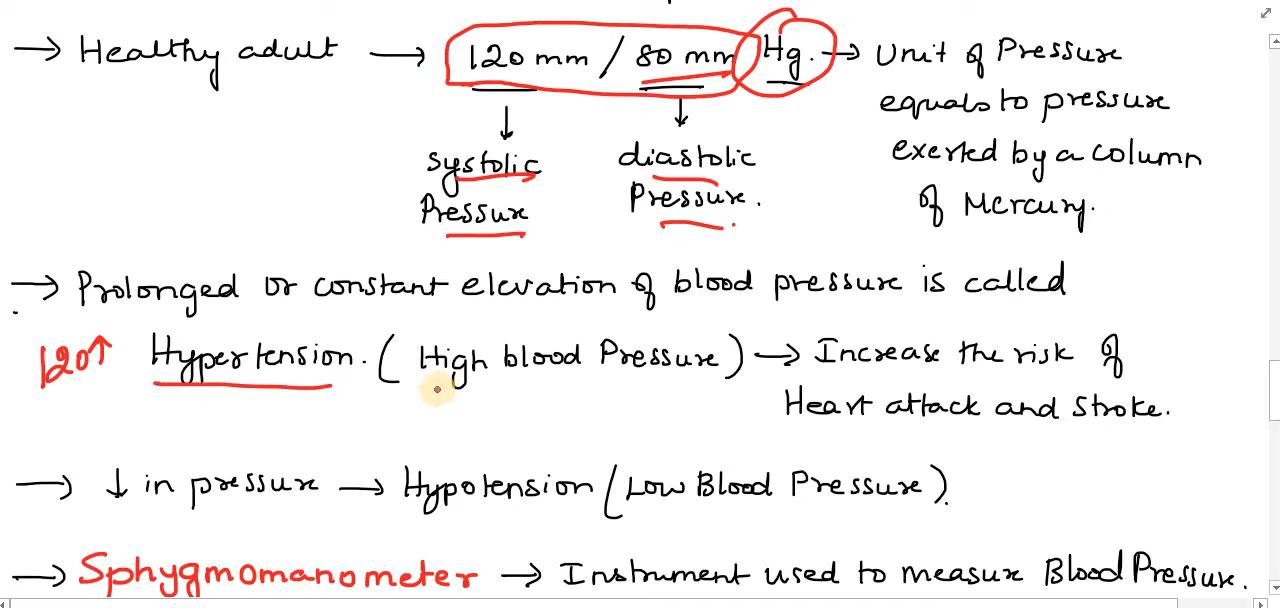 → Healthy adult → 120 mm / 80 mm Hg. → Unit of Pressure
equals to pressure
exerted by a column
of Mercury.
systolic Pressure
diastolic Pressure.
→ Prolonged or constant elevation of blood pressure is called
120↑ Hypertension. (High blood Pressure) → Increase the risk of
Heart attack and stroke.
→ ↓ in pressure → Hypotension (Low Blood Pressure).
→ Sphygmomanometer → Instrument used to measure Blood Pressure.